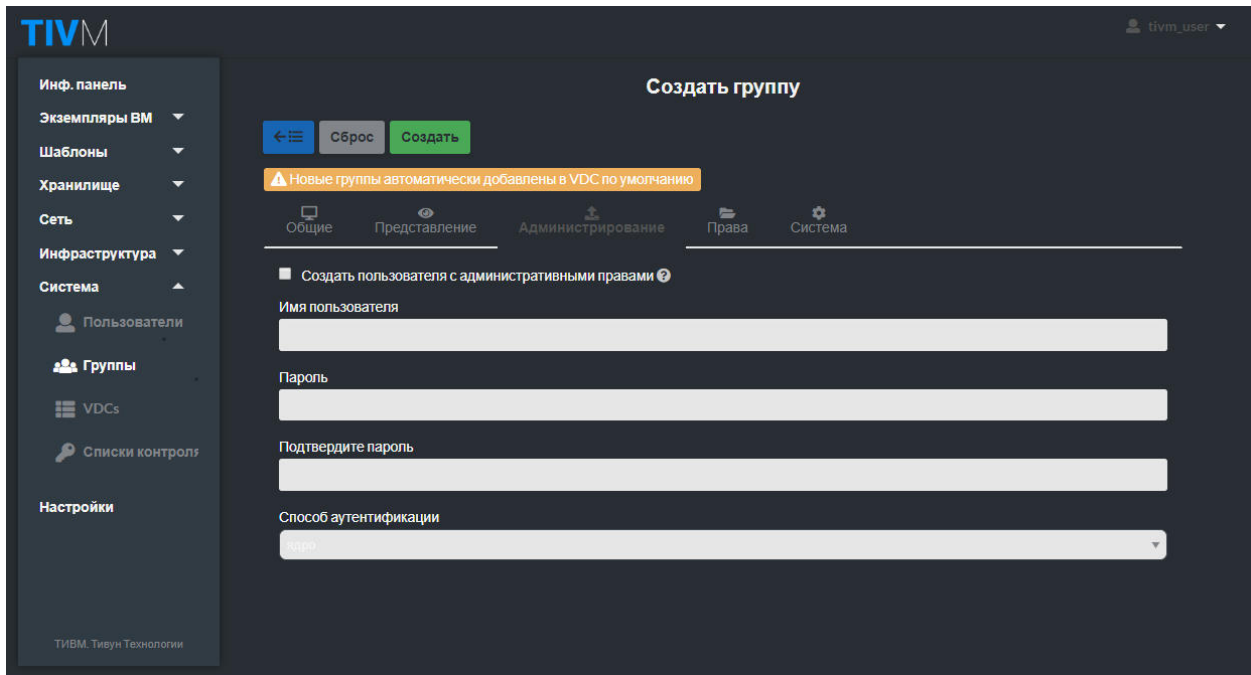 TIVM
tivm_user
Инф. панель
Экземпляры ВМ
Шаблоны
Хранилище
Сеть
Инфраструктура
Система
Пользователи
Группы
VDCs
Списки контроля
Настройки
ТИВМ. Тивун Технологии
Создать группу
Сброс Создать
Новые группы автоматически добавлены в VDC по умолчанию
Общие Представление Администрирование Права Система
Создать пользователя с административными правами
Имя пользователя
Пароль
Подтвердите пароль
Способ аутентификации
ядро